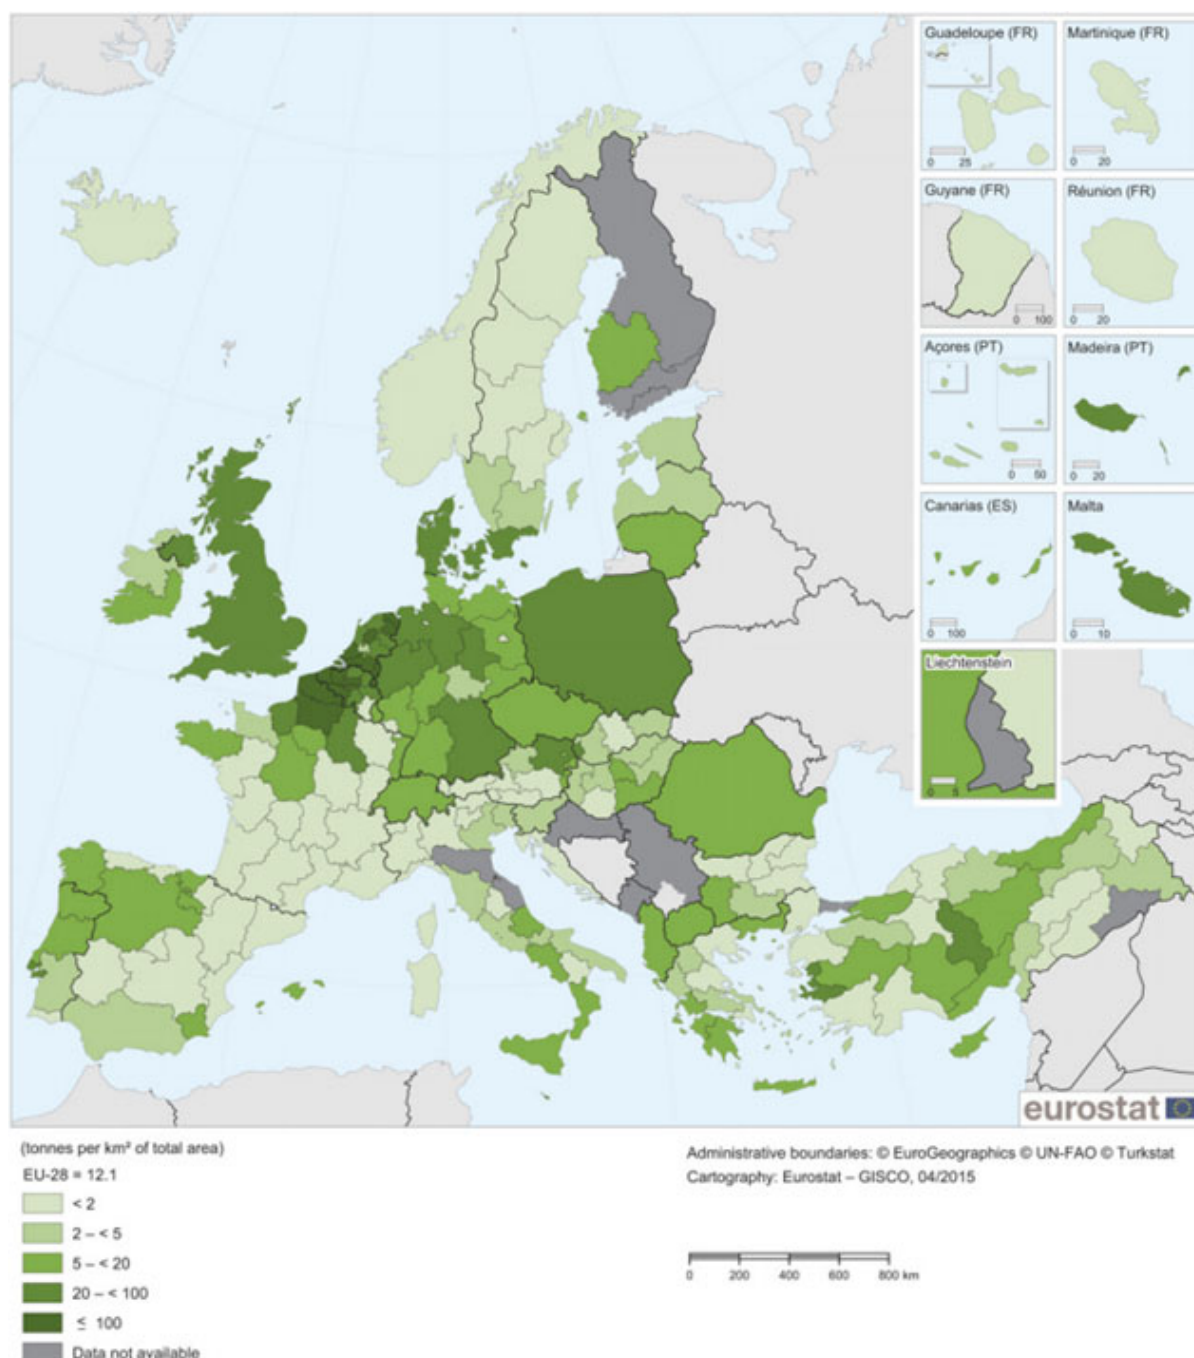 Guadeloupe (FR)
0 25
Martinique (FR)
0 20
Guyane (FR)
0 100
Réunion (FR)
0 20
Açores (PT)
0 50
Madeira (PT)
0 20
Canarias (ES)
0 100
Malta
0 10
Liechtenstein
0 5
eurostat
(tonnes per km² of total area)
EU-28 = 12.1
< 2
2 – < 5
5 – < 20
20 – < 100
≤ 100
Data not available
Administrative boundaries: © EuroGeographics © UN-FAO © Turkstat
Cartography: Eurostat – GISCO, 04/2015
0 200 400 600 800 km